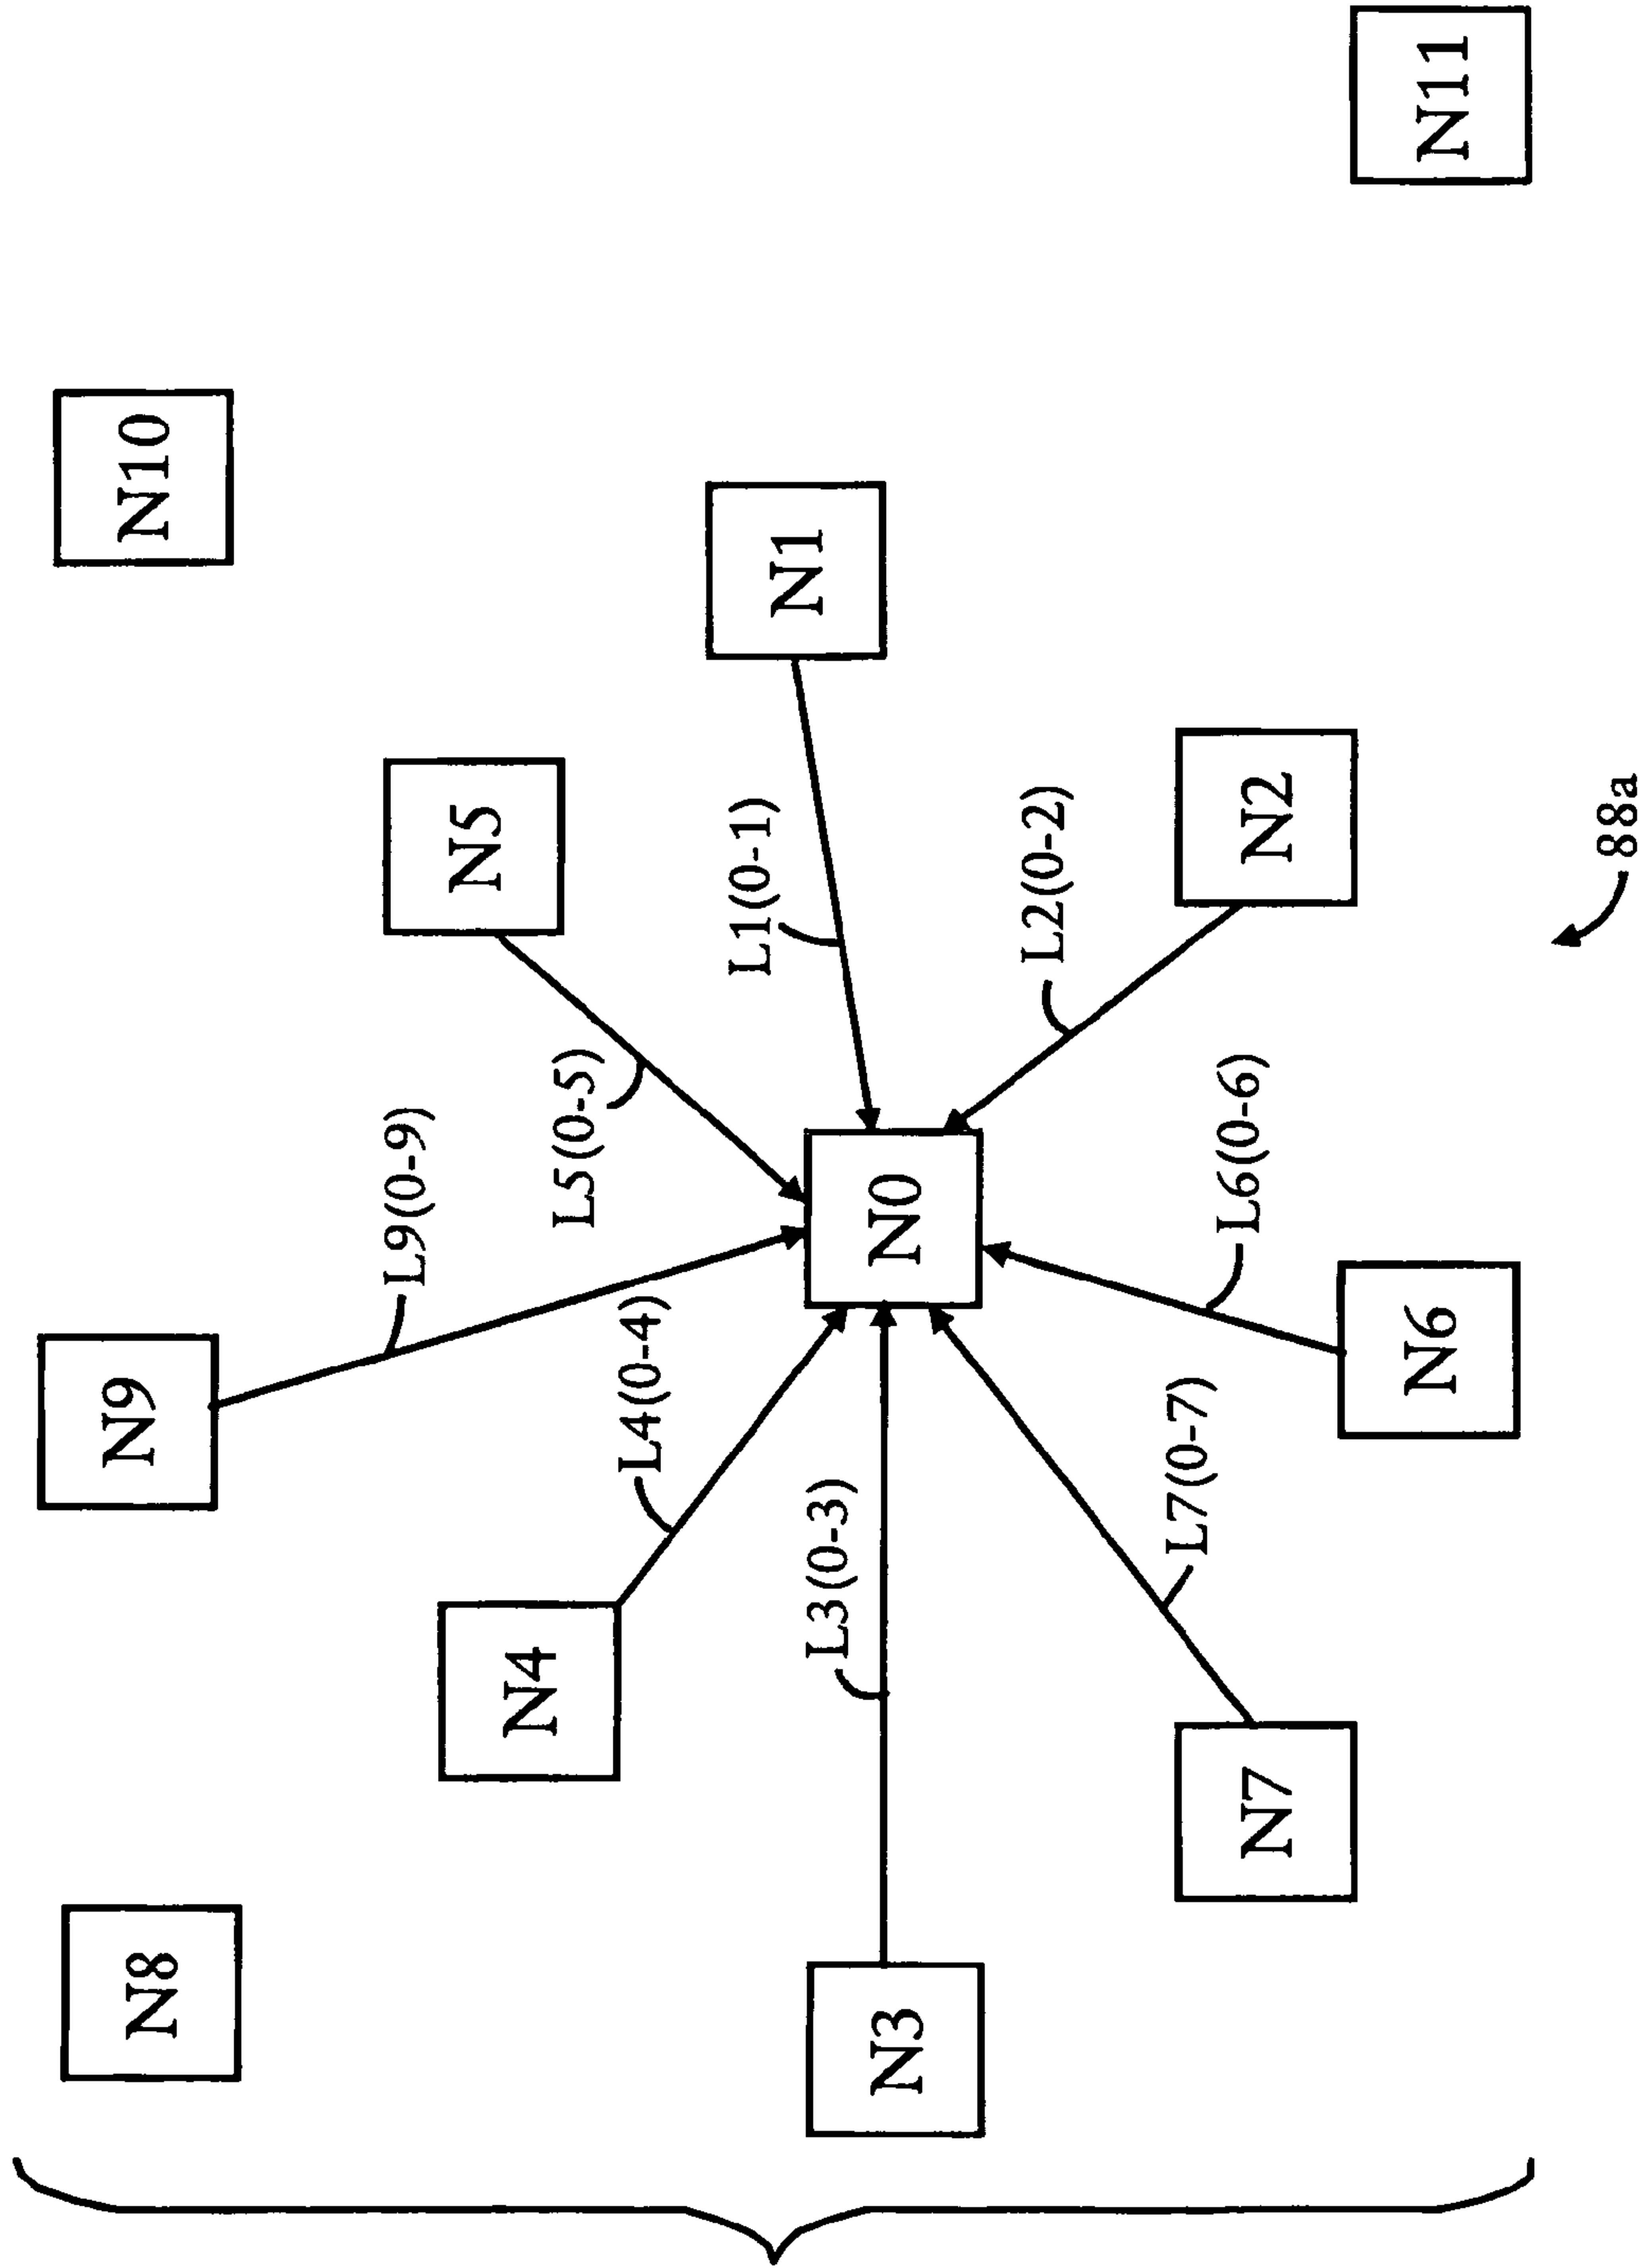 N8
N9
N10
N4
L9(0-9)
N5
L4(0-4)
L5(0-5)
N3
L3(0-3)
N0
L1(0-1)
N1
N7
L7(0-7)
L6(0-6)
L2(0-2)
N2
N6
N11
88a